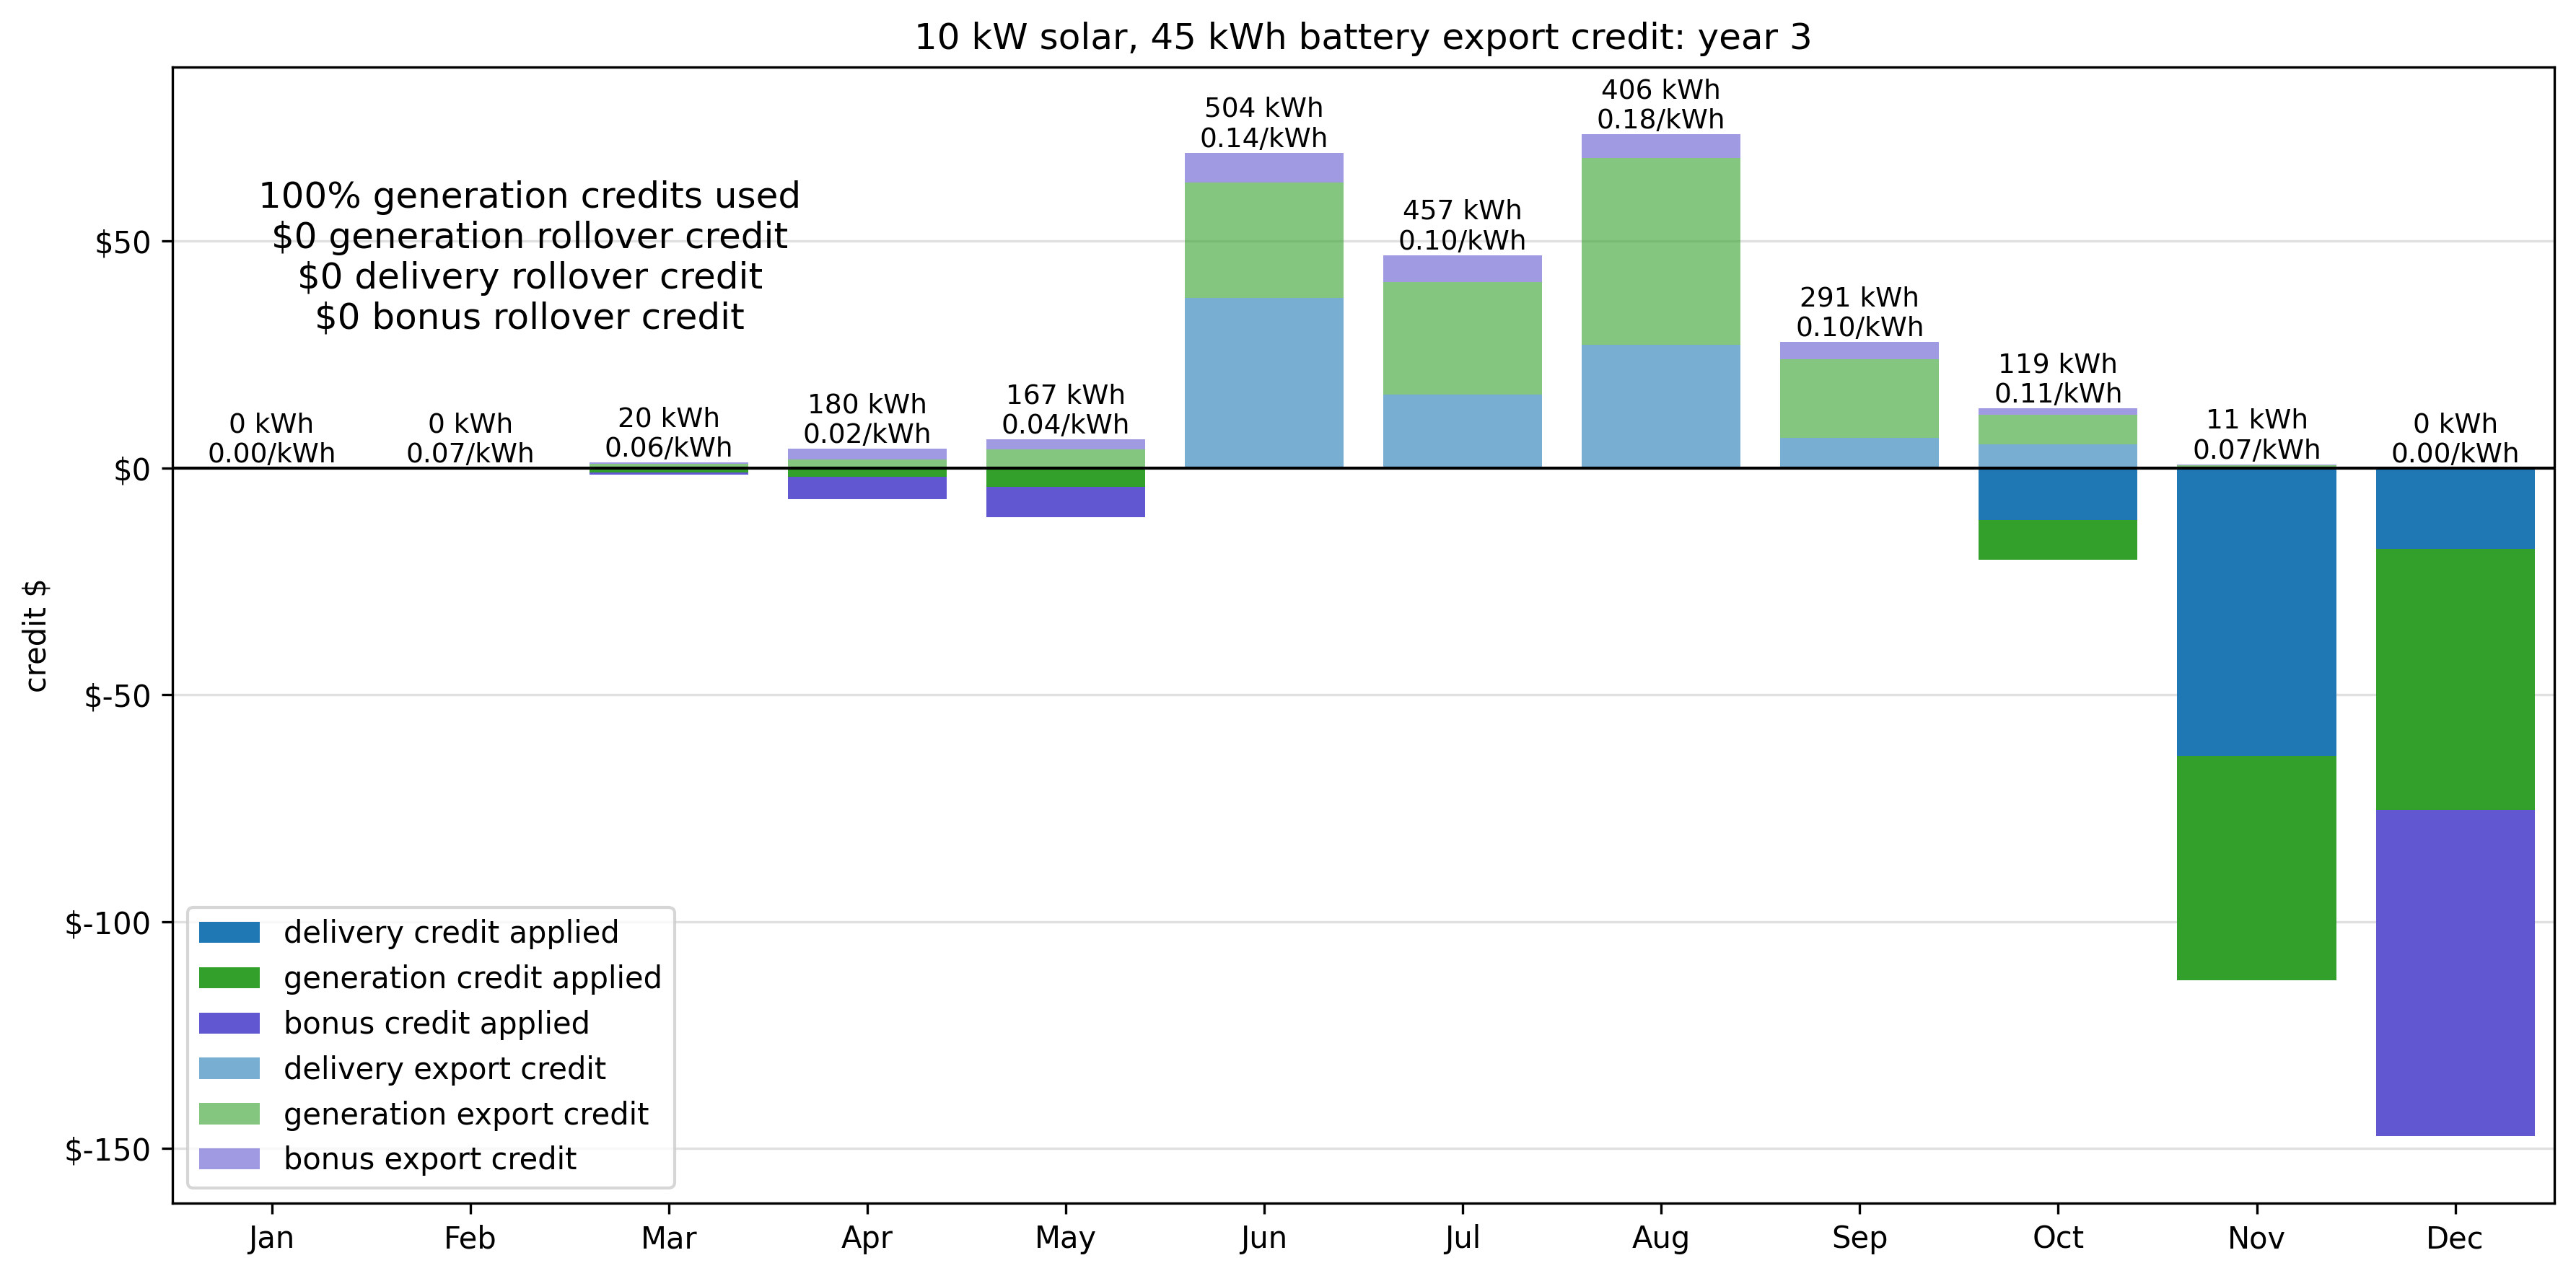 10 kW solar, 45 kWh battery export credit: year 3
100% generation credits used
$0 generation rollover credit
$0 delivery rollover credit
$0 bonus rollover credit
0 kWh
0.00/kWh
0 kWh
0.07/kWh
20 kWh
0.06/kWh
180 kWh
0.02/kWh
167 kWh
0.04/kWh
504 kWh
0.14/kWh
457 kWh
0.10/kWh
406 kWh
0.18/kWh
291 kWh
0.10/kWh
119 kWh
0.11/kWh
11 kWh
0.07/kWh
0 kWh
0.00/kWh
credit $
$50
$0
$-50
$-100
$-150
delivery credit applied
generation credit applied
bonus credit applied
delivery export credit
generation export credit
bonus export credit
Jan Feb Mar Apr May Jun Jul Aug Sep Oct Nov Dec